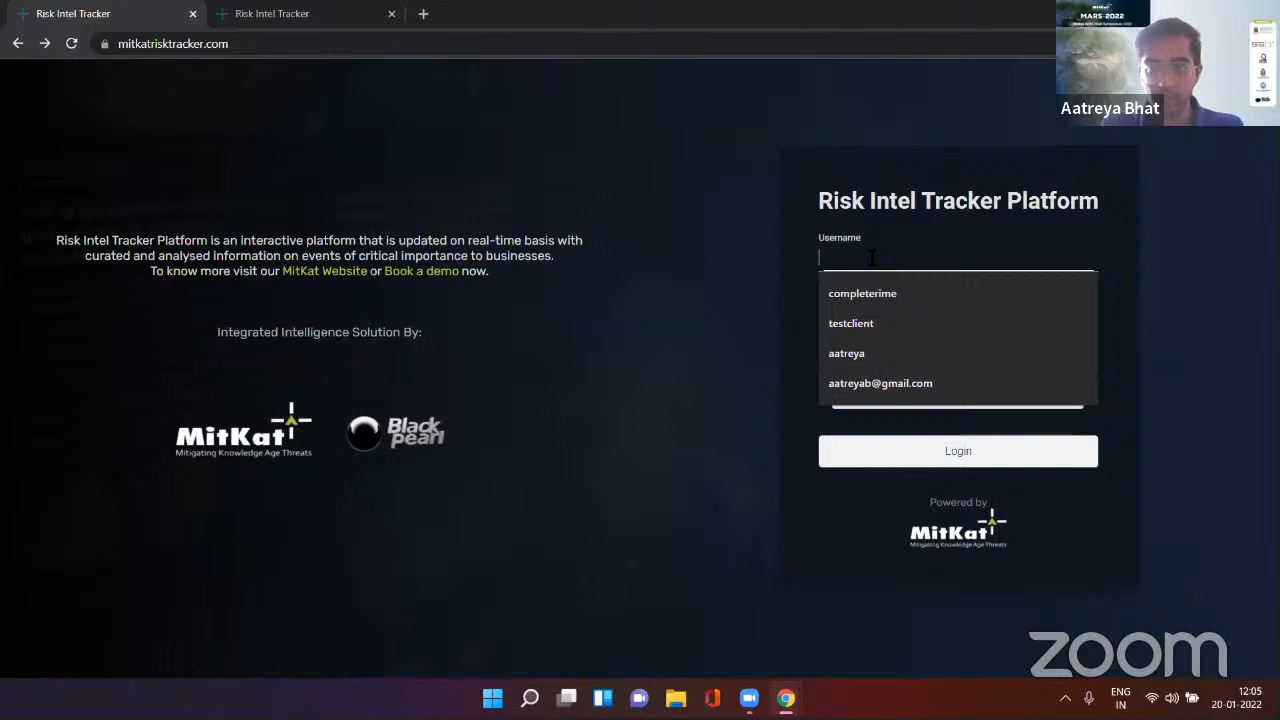 Risk Intel Tracker
Risk Intel Tracker
mitkatrisktracker.com
MitKat
MARS-2022
Aatreya Bhat
Risk Intel Tracker Platform is an interactive platform that is updated on real-time basis with
curated and analysed information on events of critical importance to businesses.
To know more visit our MitKat Website or Book a demo now.
Integrated Intelligence Solution By:
MitKat
Mitigating Knowledge Age Threats
Black
pearl
Risk Intel Tracker Platform
Username
completerime
testclient
aatreya
aatreyab@gmail.com
Login
Powered by
MitKat
Mitigating Knowledge Age Threats
zoom
ENG
IN
12:05
20-01-2022